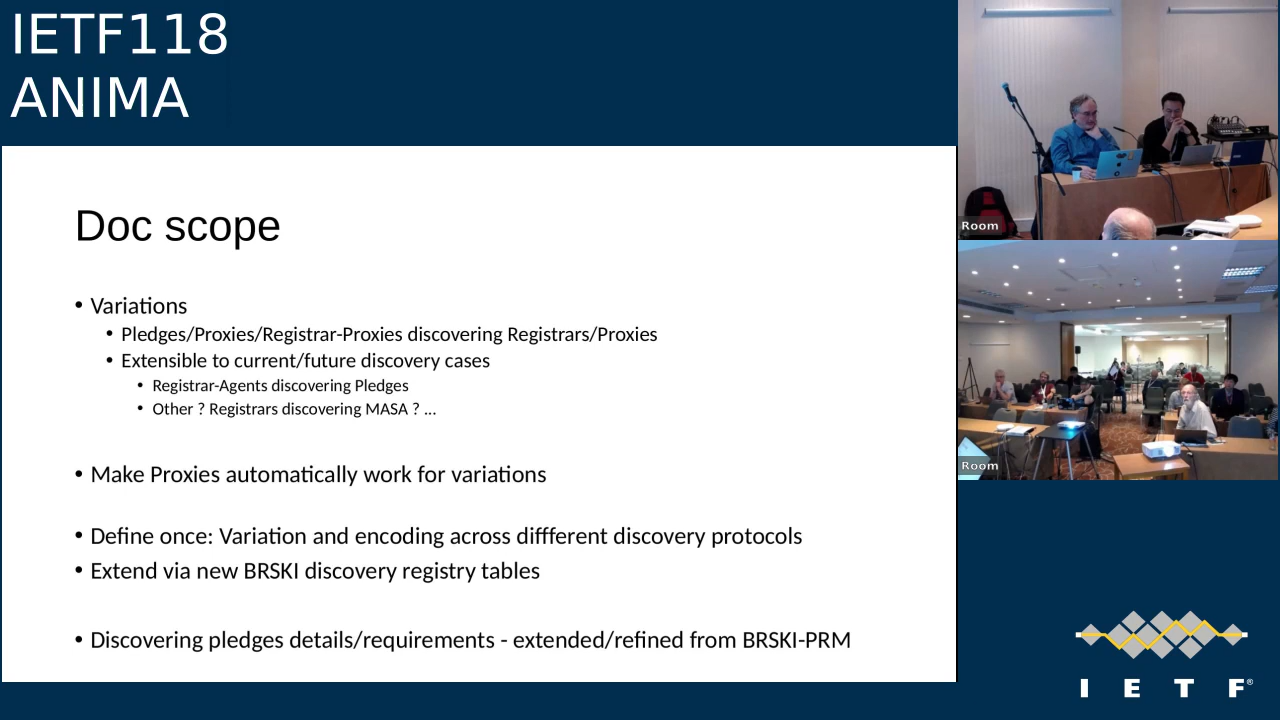 IETF118
ANIMA
Doc scope
• Variations
• Pledges/Proxies/Registrar-Proxies discovering Registrars/Proxies
• Extensible to current/future discovery cases
• Registrar-Agents discovering Pledges
• Other ? Registrars discovering MASA ? ...
• Make Proxies automatically work for variations
• Define once: Variation and encoding across diffferent discovery protocols
• Extend via new BRSKI discovery registry tables
• Discovering pledges details/requirements - extended/refined from BRSKI-PRM
Room
Room
I E T F®